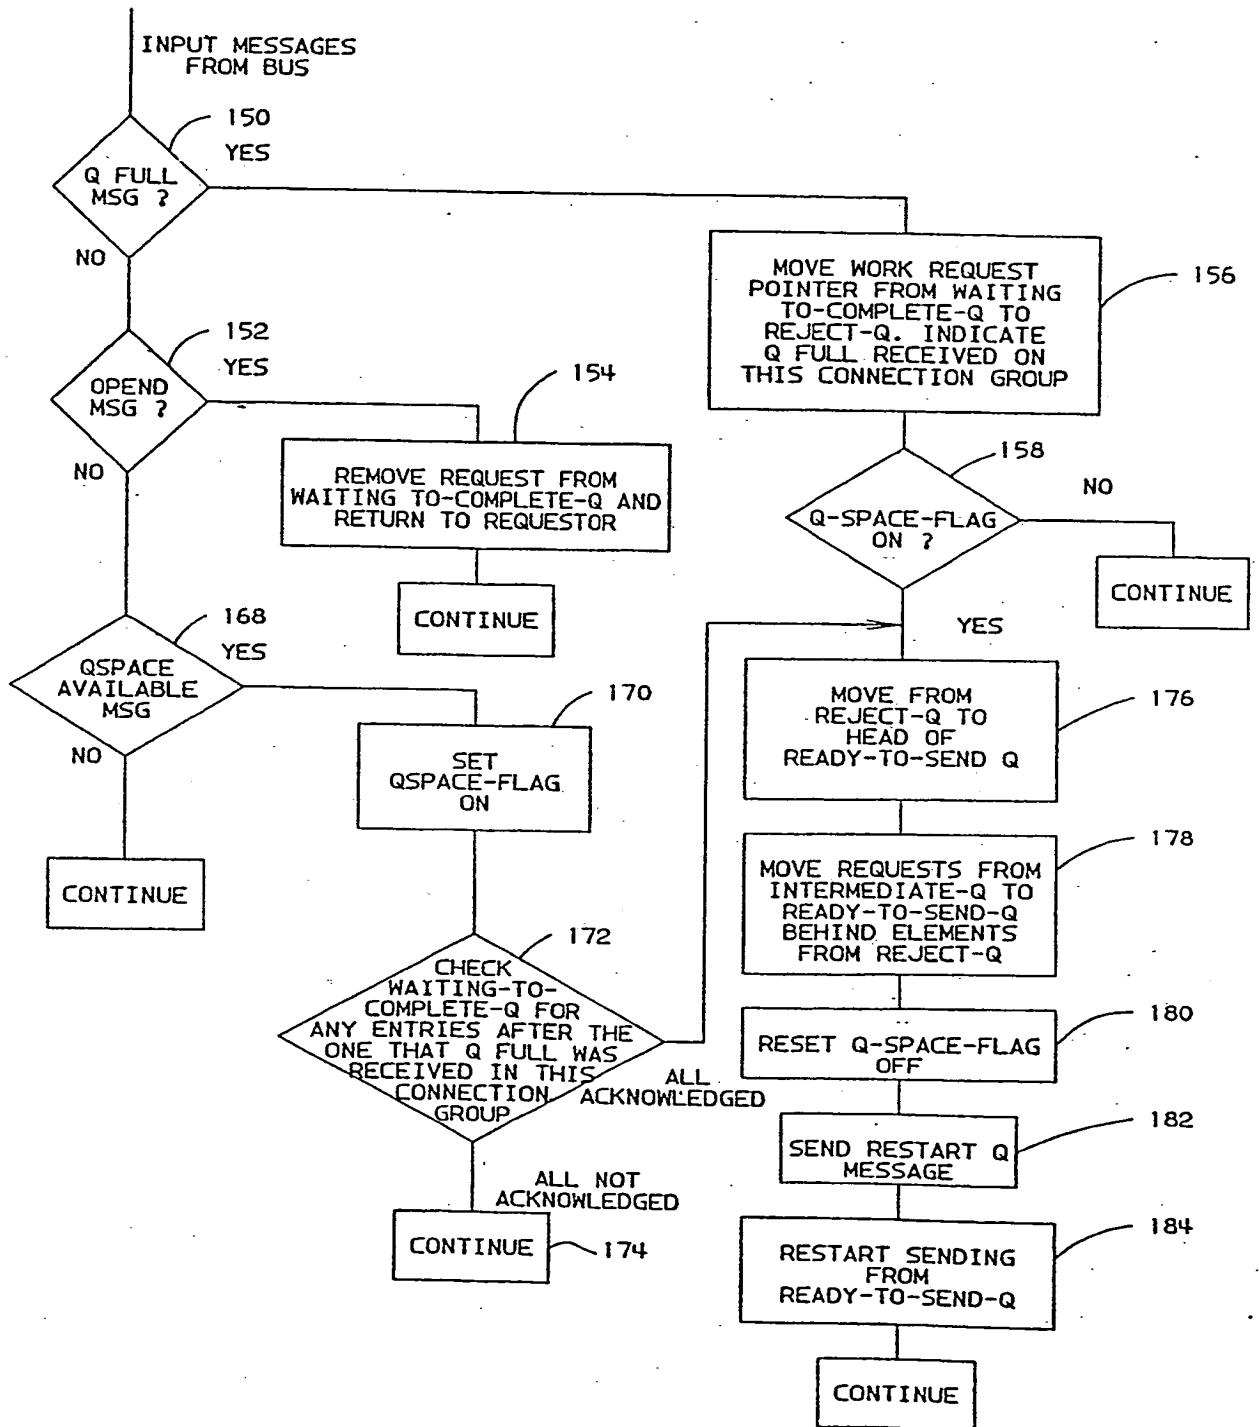 INPUT MESSAGES
FROM BUS
150
YES
Q FULL
MSG ?
NO
MOVE WORK REQUEST
POINTER FROM WAITING
TO-COMPLETE-Q TO
REJECT-Q. INDICATE
Q FULL RECEIVED ON
THIS CONNECTION GROUP
156
152
YES
OPEND
MSG ?
NO
154
REMOVE REQUEST FROM
WAITING TO-COMPLETE-Q AND
RETURN TO REQUESTOR
CONTINUE
158
NO
Q-SPACE-FLAG
ON ?
CONTINUE
YES
168
YES
QSPACE
AVAILABLE
MSG
NO
CONTINUE
170
SET
QSPACE-FLAG
ON
172
CHECK
WAITING-TO-
COMPLETE-Q FOR
ANY ENTRIES AFTER THE
ONE THAT Q FULL WAS
RECEIVED IN THIS
CONNECTION
GROUP
ALL
ACKNOWLEDGED
ALL NOT
ACKNOWLEDGED
CONTINUE
174
MOVE FROM
REJECT-Q TO
HEAD OF
READY-TO-SEND Q
176
MOVE REQUESTS FROM
INTERMEDIATE-Q TO
READY-TO-SEND-Q
BEHIND ELEMENTS
FROM REJECT-Q
178
RESET Q-SPACE-FLAG
OFF
180
SEND RESTART Q
MESSAGE
182
RESTART SENDING
FROM
READY-TO-SEND-Q
184
CONTINUE